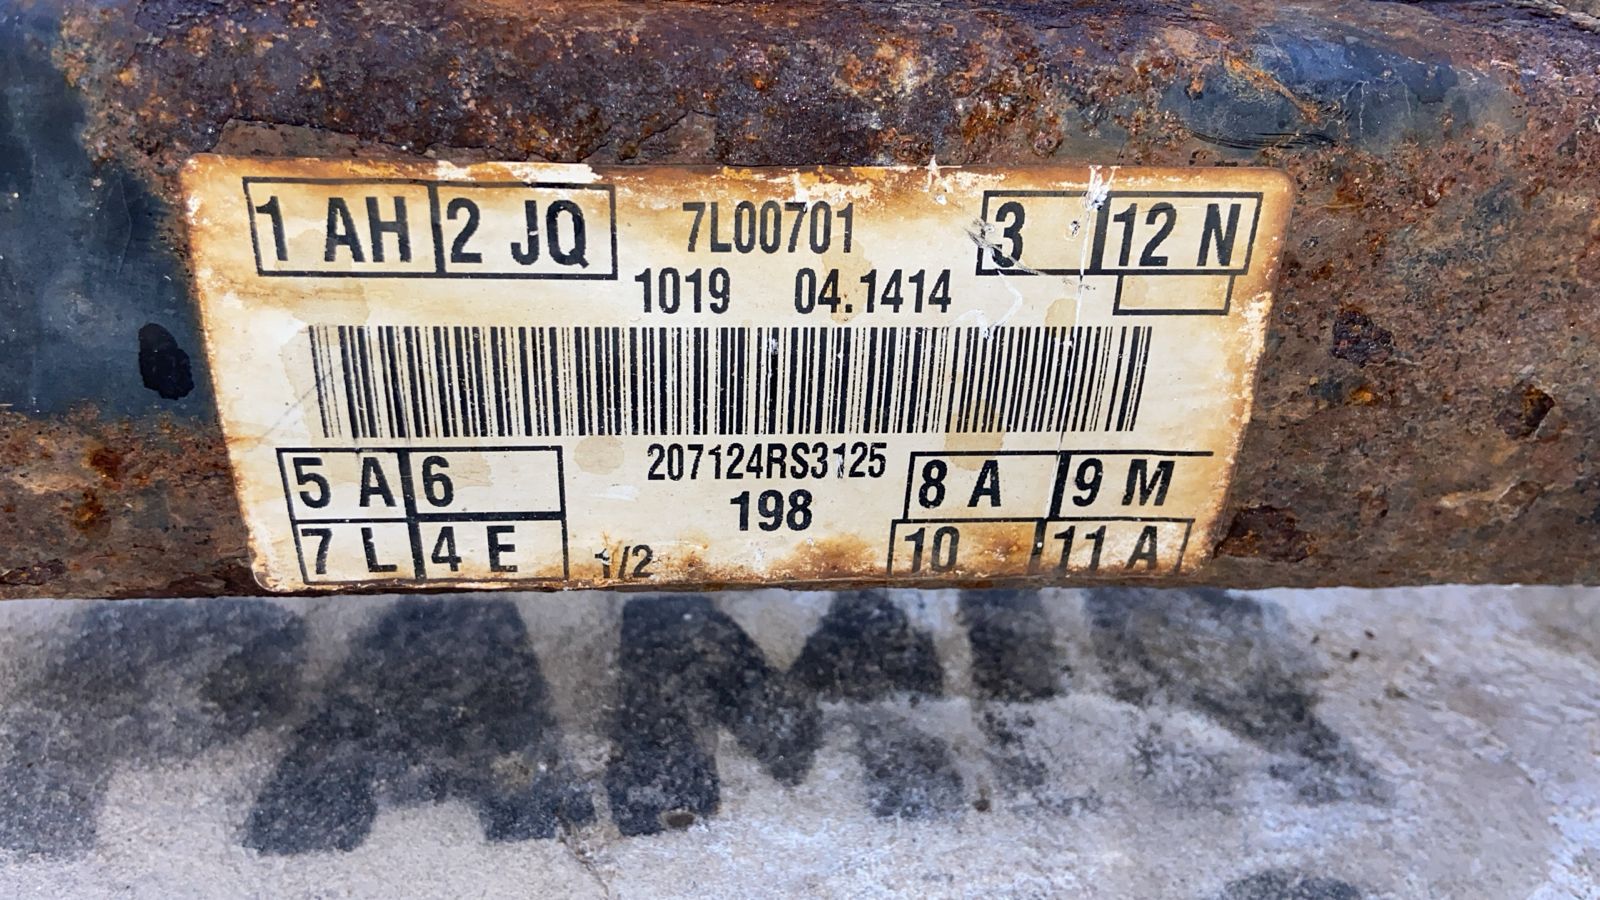 1 AH 2 JQ 7L00701 3 12 N
1019 04.1414
207124RS3125
5 A 6 198 8 A 9 M
7 L 4 E 1/2 10 11 A